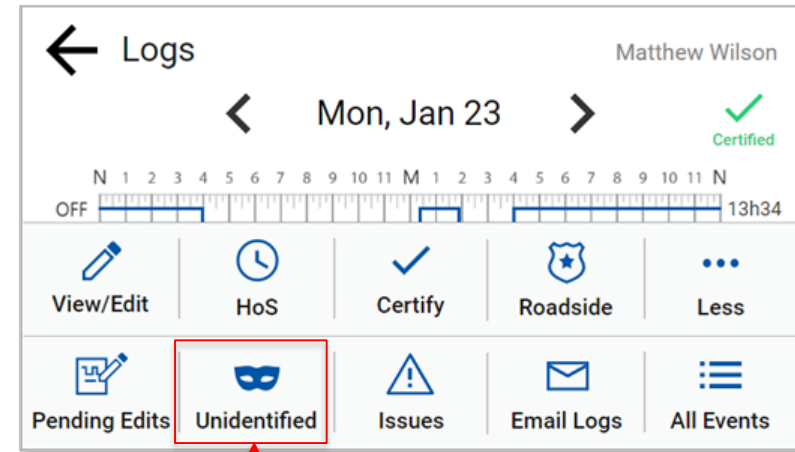 Logs
Matthew Wilson
Mon, Jan 23
Certified
N 1 2 3 4 5 6 7 8 9 10 11 M 1 2 3 4 5 6 7 8 9 10 11 N
OFF 13h34
View/Edit HoS Certify Roadside Less
Pending Edits Unidentified Issues Email Logs All Events